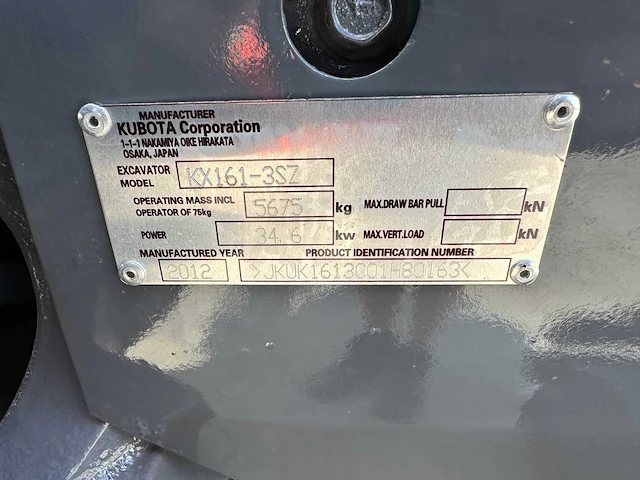 MANUFACTURER
KUBOTA Corporation
1-1-1 NAKAMIYA OIKE HIRAKATA
OSAKA, JAPAN
EXCAVATOR MODEL KX161-3SZ
OPERATING MASS INCL OPERATOR OF 75kg 5675 kg MAX.DRAW BAR PULL kN
POWER 34.6 kw MAX.VERT.LOAD kN
MANUFACTURED YEAR PRODUCT IDENTIFICATION NUMBER
2012